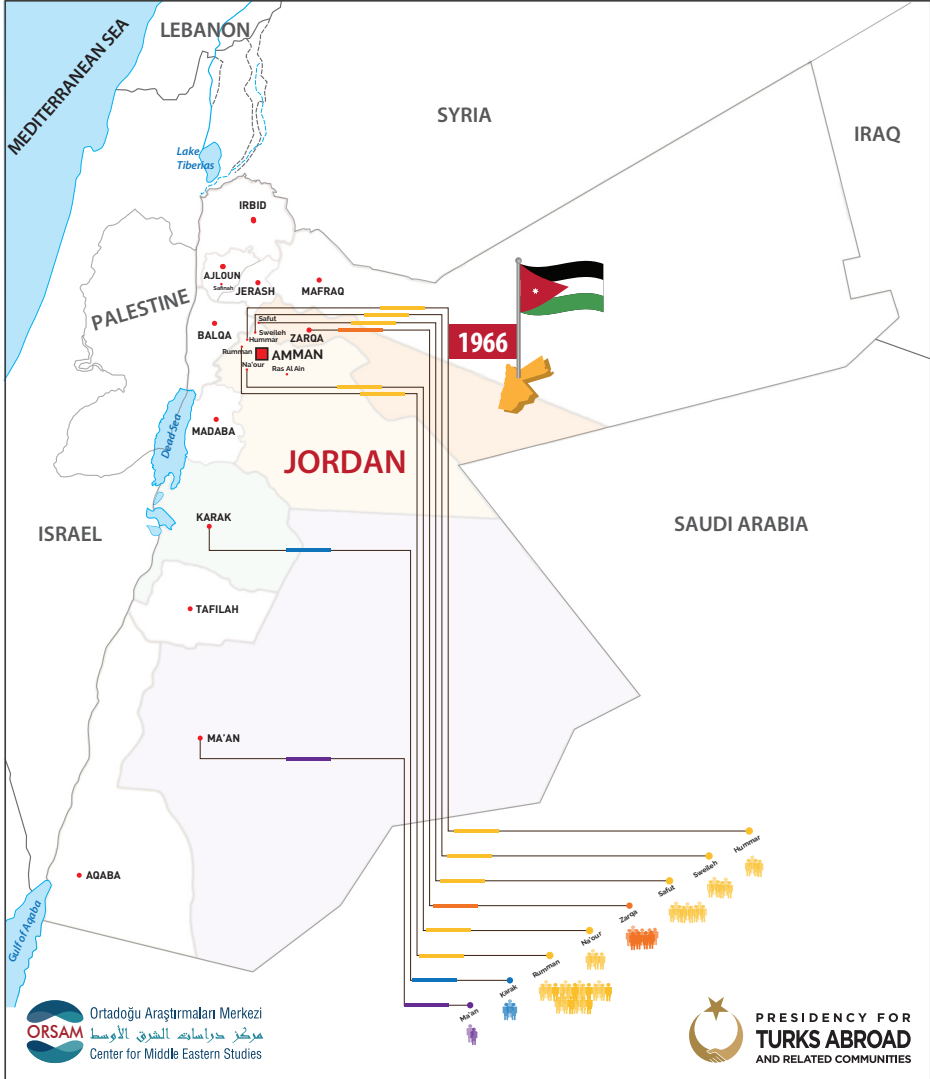 LEBANON
MEDITERRANEAN SEA
SYRIA
IRAQ
Lake
Tiberias
IRBID
AJLOUN
Safinah
JERASH
MAFRAQ
PALESTINE
BALQA
Safut
Sweileh
Hummar
ZARQA
Rumman
AMMAN
Na'our
Ras Al Ain
1966
Dead Sea
MADABA
JORDAN
KARAK
ISRAEL
SAUDI ARABIA
TAFILAH
MA'AN
AQABA
Gulf of Aqaba
Hummar
Sweileh
Safut
Zarqa
Na'our
Rumman
Karak
Ma'an
ORSAM
Ortadoğu Araştırmaları Merkezi
مركز دراسات الشرق الأوسط
Center for Middle Eastern Studies
PRESIDENCY FOR
TURKS ABROAD
AND RELATED COMMUNITIES